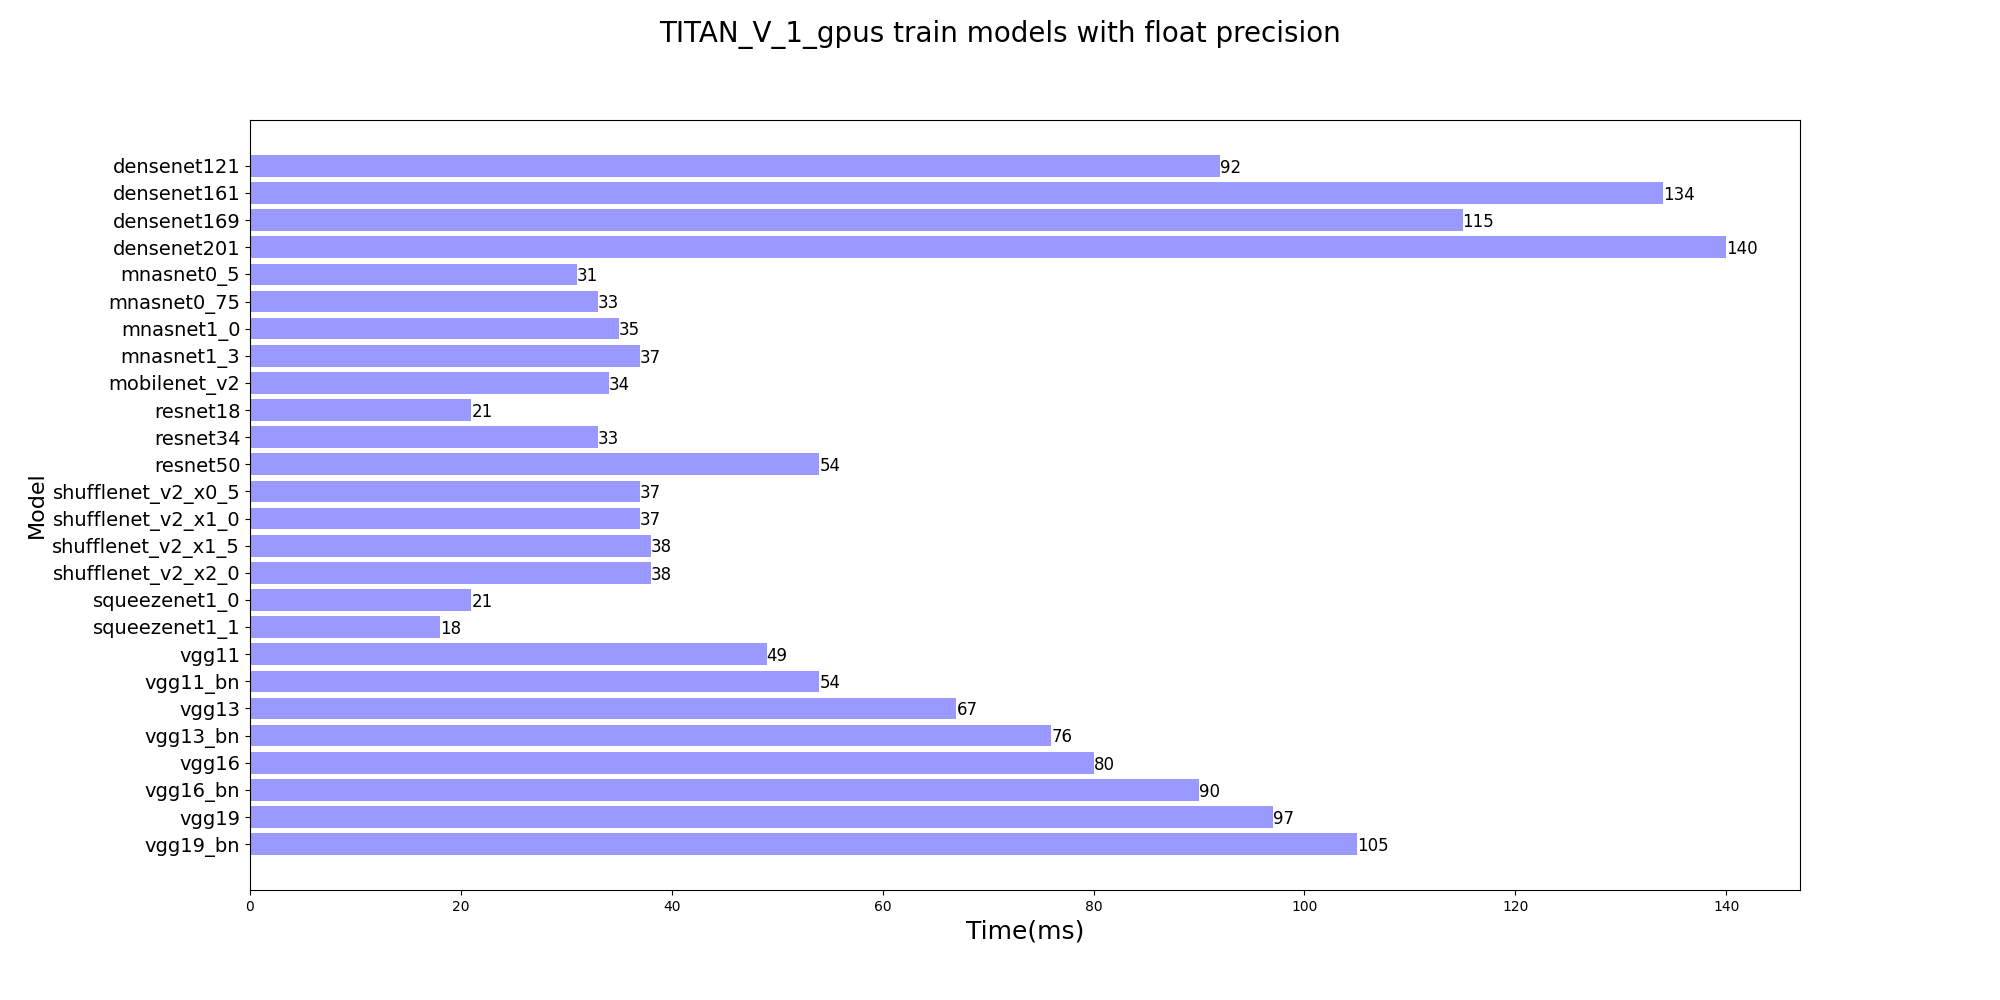 TITAN_V_1_gpus train models with float precision
densenet121 92
densenet161 134
densenet169 115
densenet201 140
mnasnet0_5 31
mnasnet0_75 33
mnasnet1_0 35
mnasnet1_3 37
mobilenet_v2 34
resnet18 21
resnet34 33
resnet50 54
shufflenet_v2_x0_5 37
shufflenet_v2_x1_0 37
shufflenet_v2_x1_5 38
shufflenet_v2_x2_0 38
squeezenet1_0 21
squeezenet1_1 18
vgg11 49
vgg11_bn 54
vgg13 67
vgg13_bn 76
vgg16 80
vgg16_bn 90
vgg19 97
vgg19_bn 105
Model
0 20 40 60 80 100 120 140
Time(ms)